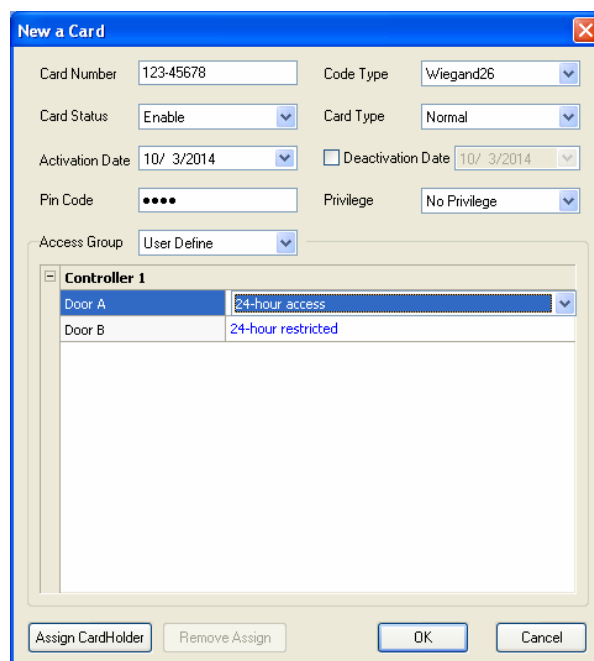 New a Card
Card Number 123-45678 Code Type Wiegand26
Card Status Enable Card Type Normal
Activation Date 10/ 3/2014 Deactivation Date 10/ 3/2014
Pin Code •••• Privilege No Privilege
Access Group User Define
Controller 1
Door A 24-hour access
Door B 24-hour restricted
Assign CardHolder Remove Assign OK Cancel